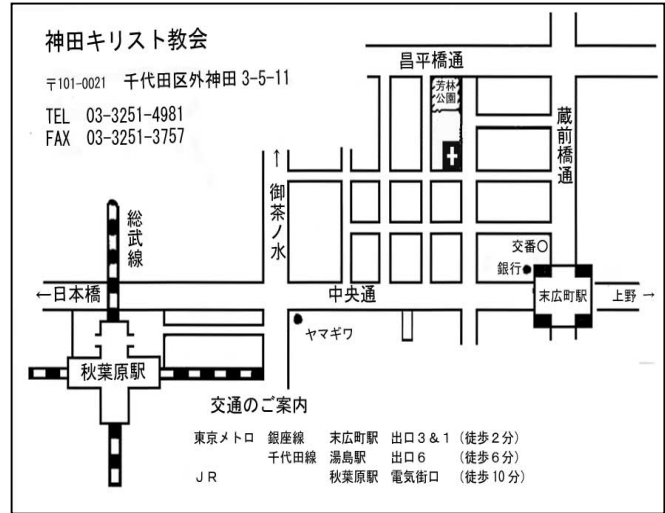 神田キリスト教会
〒101-0021 千代田区外神田 3-5-11
TEL 03-3251-4981
FAX 03-3251-3757
昌平橋通
芳林
公園
蔵前橋通
↑
御茶ノ水
総武線
交番
銀行
←日本橋
中央通
末広町駅
上野→
ヤマギワ
秋葉原駅
交通のご案内
東京メトロ 銀座線 末広町駅 出口3&1 (徒歩2分)
千代田線 湯島駅 出口6 (徒歩6分)
JR 秋葉原駅 電気街口 (徒歩10分)